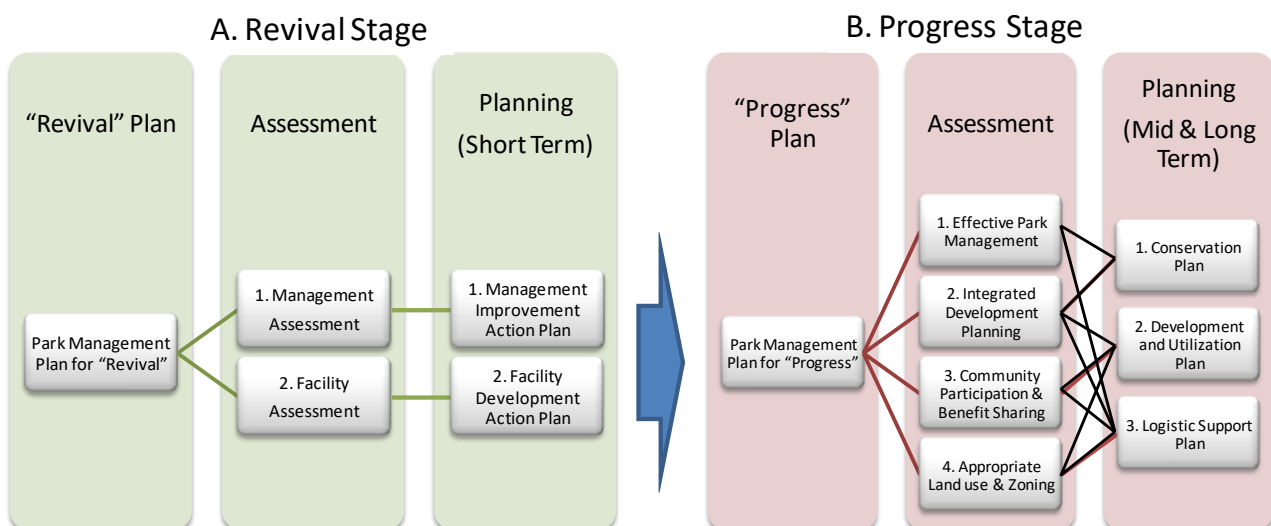 A. Revival Stage
“Revival” Plan
Assessment
Planning
(Short Term)
Park Management
Plan for “Revival”
1. Management
Assessment
2. Facility
Assessment
1. Management
Improvement
Action Plan
2. Facility
Development
Action Plan
B. Progress Stage
“Progress”
Plan
Assessment
Planning
(Mid & Long
Term)
Park Management
Plan for “Progress”
1. Effective Park
Management
2. Integrated
Development
Planning
3. Community
Participation &
Benefit Sharing
4. Appropriate
Land use & Zoning
1. Conservation
Plan
2. Development
and Utilization
Plan
3. Logistic Support
Plan